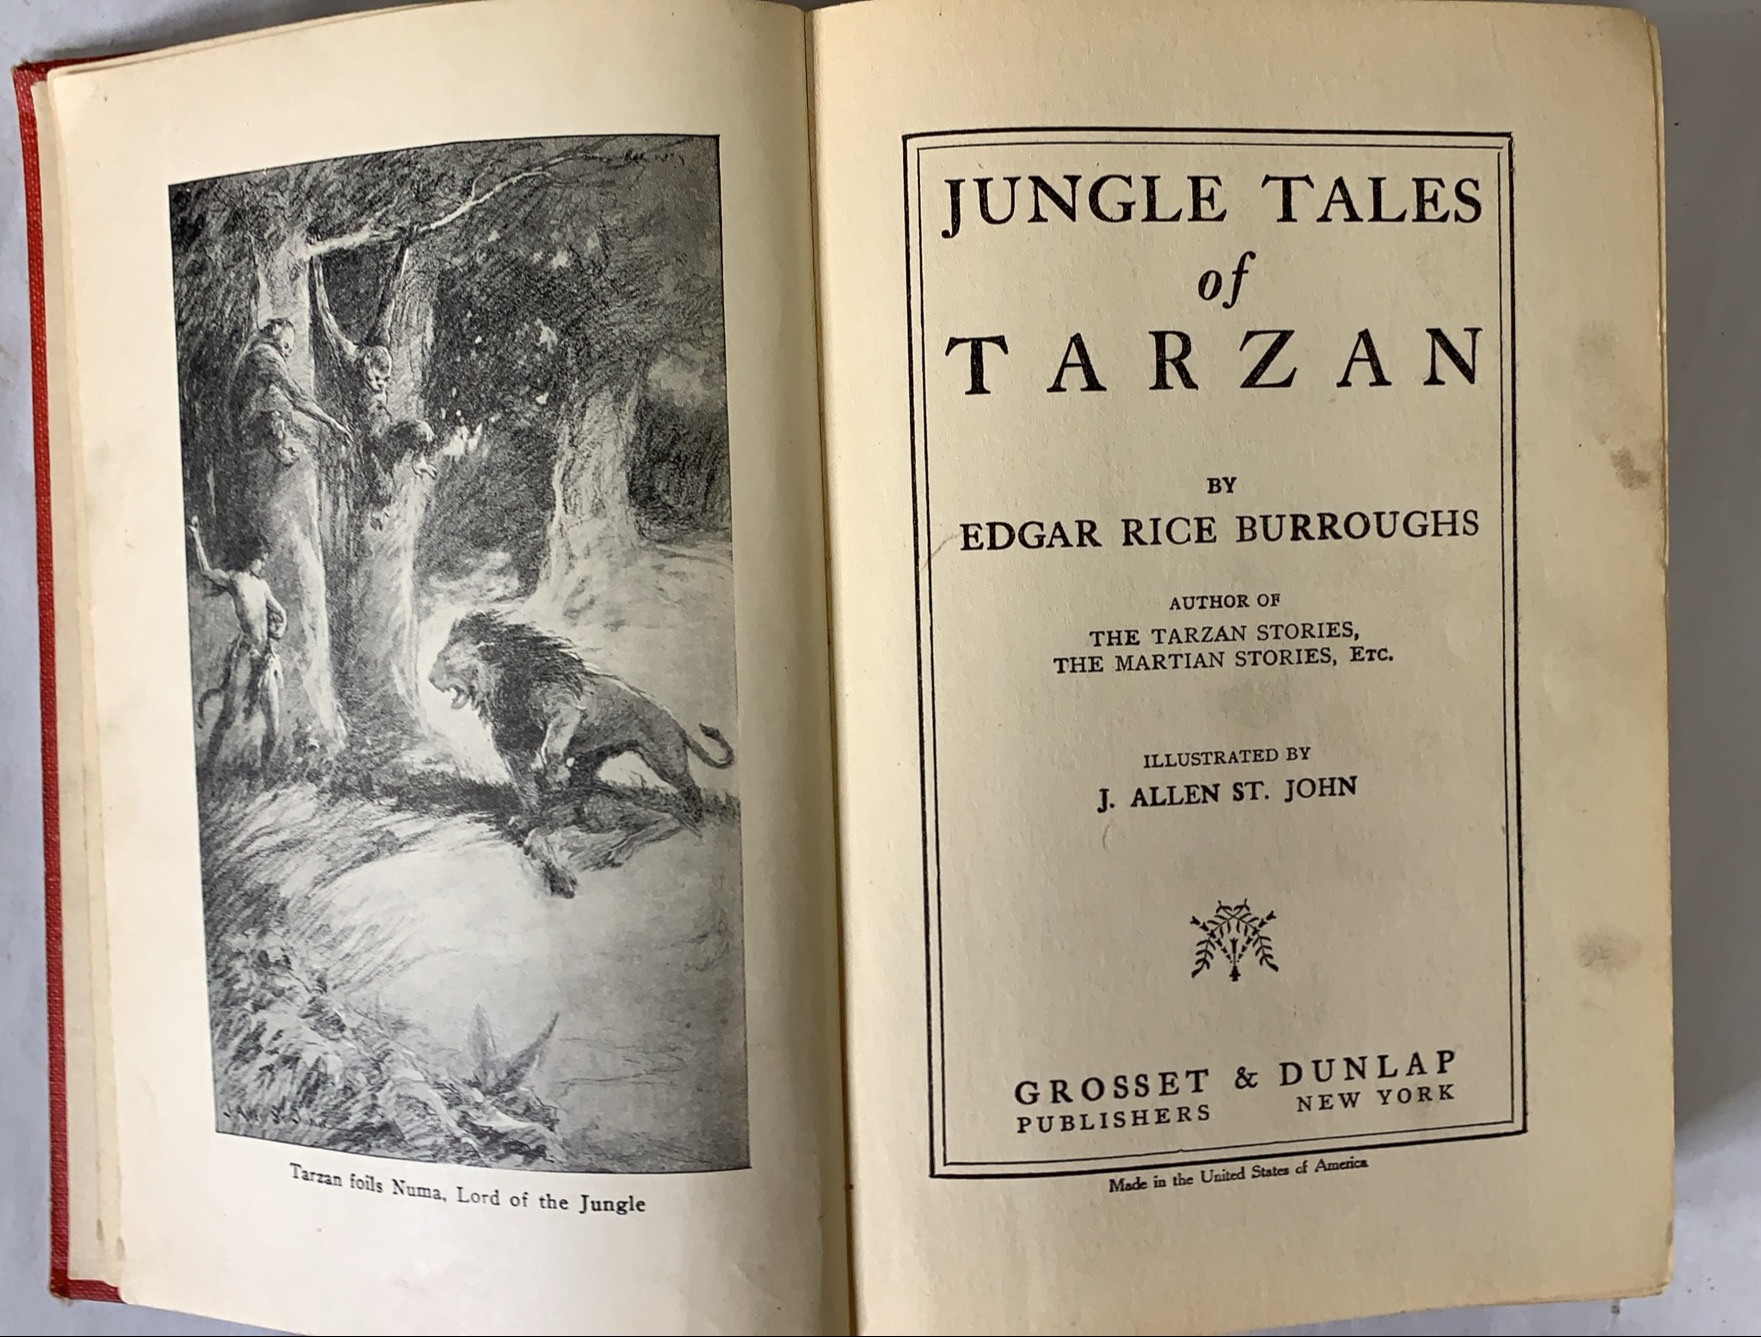 Tarzan foils Numa, Lord of the Jungle
JUNGLE TALES
of
TARZAN
BY
EDGAR RICE BURROUGHS
AUTHOR OF
THE TARZAN STORIES,
THE MARTIAN STORIES, ETC.
ILLUSTRATED BY
J. ALLEN ST. JOHN
GROSSET & DUNLAP
PUBLISHERS NEW YORK
Made in the United States of America